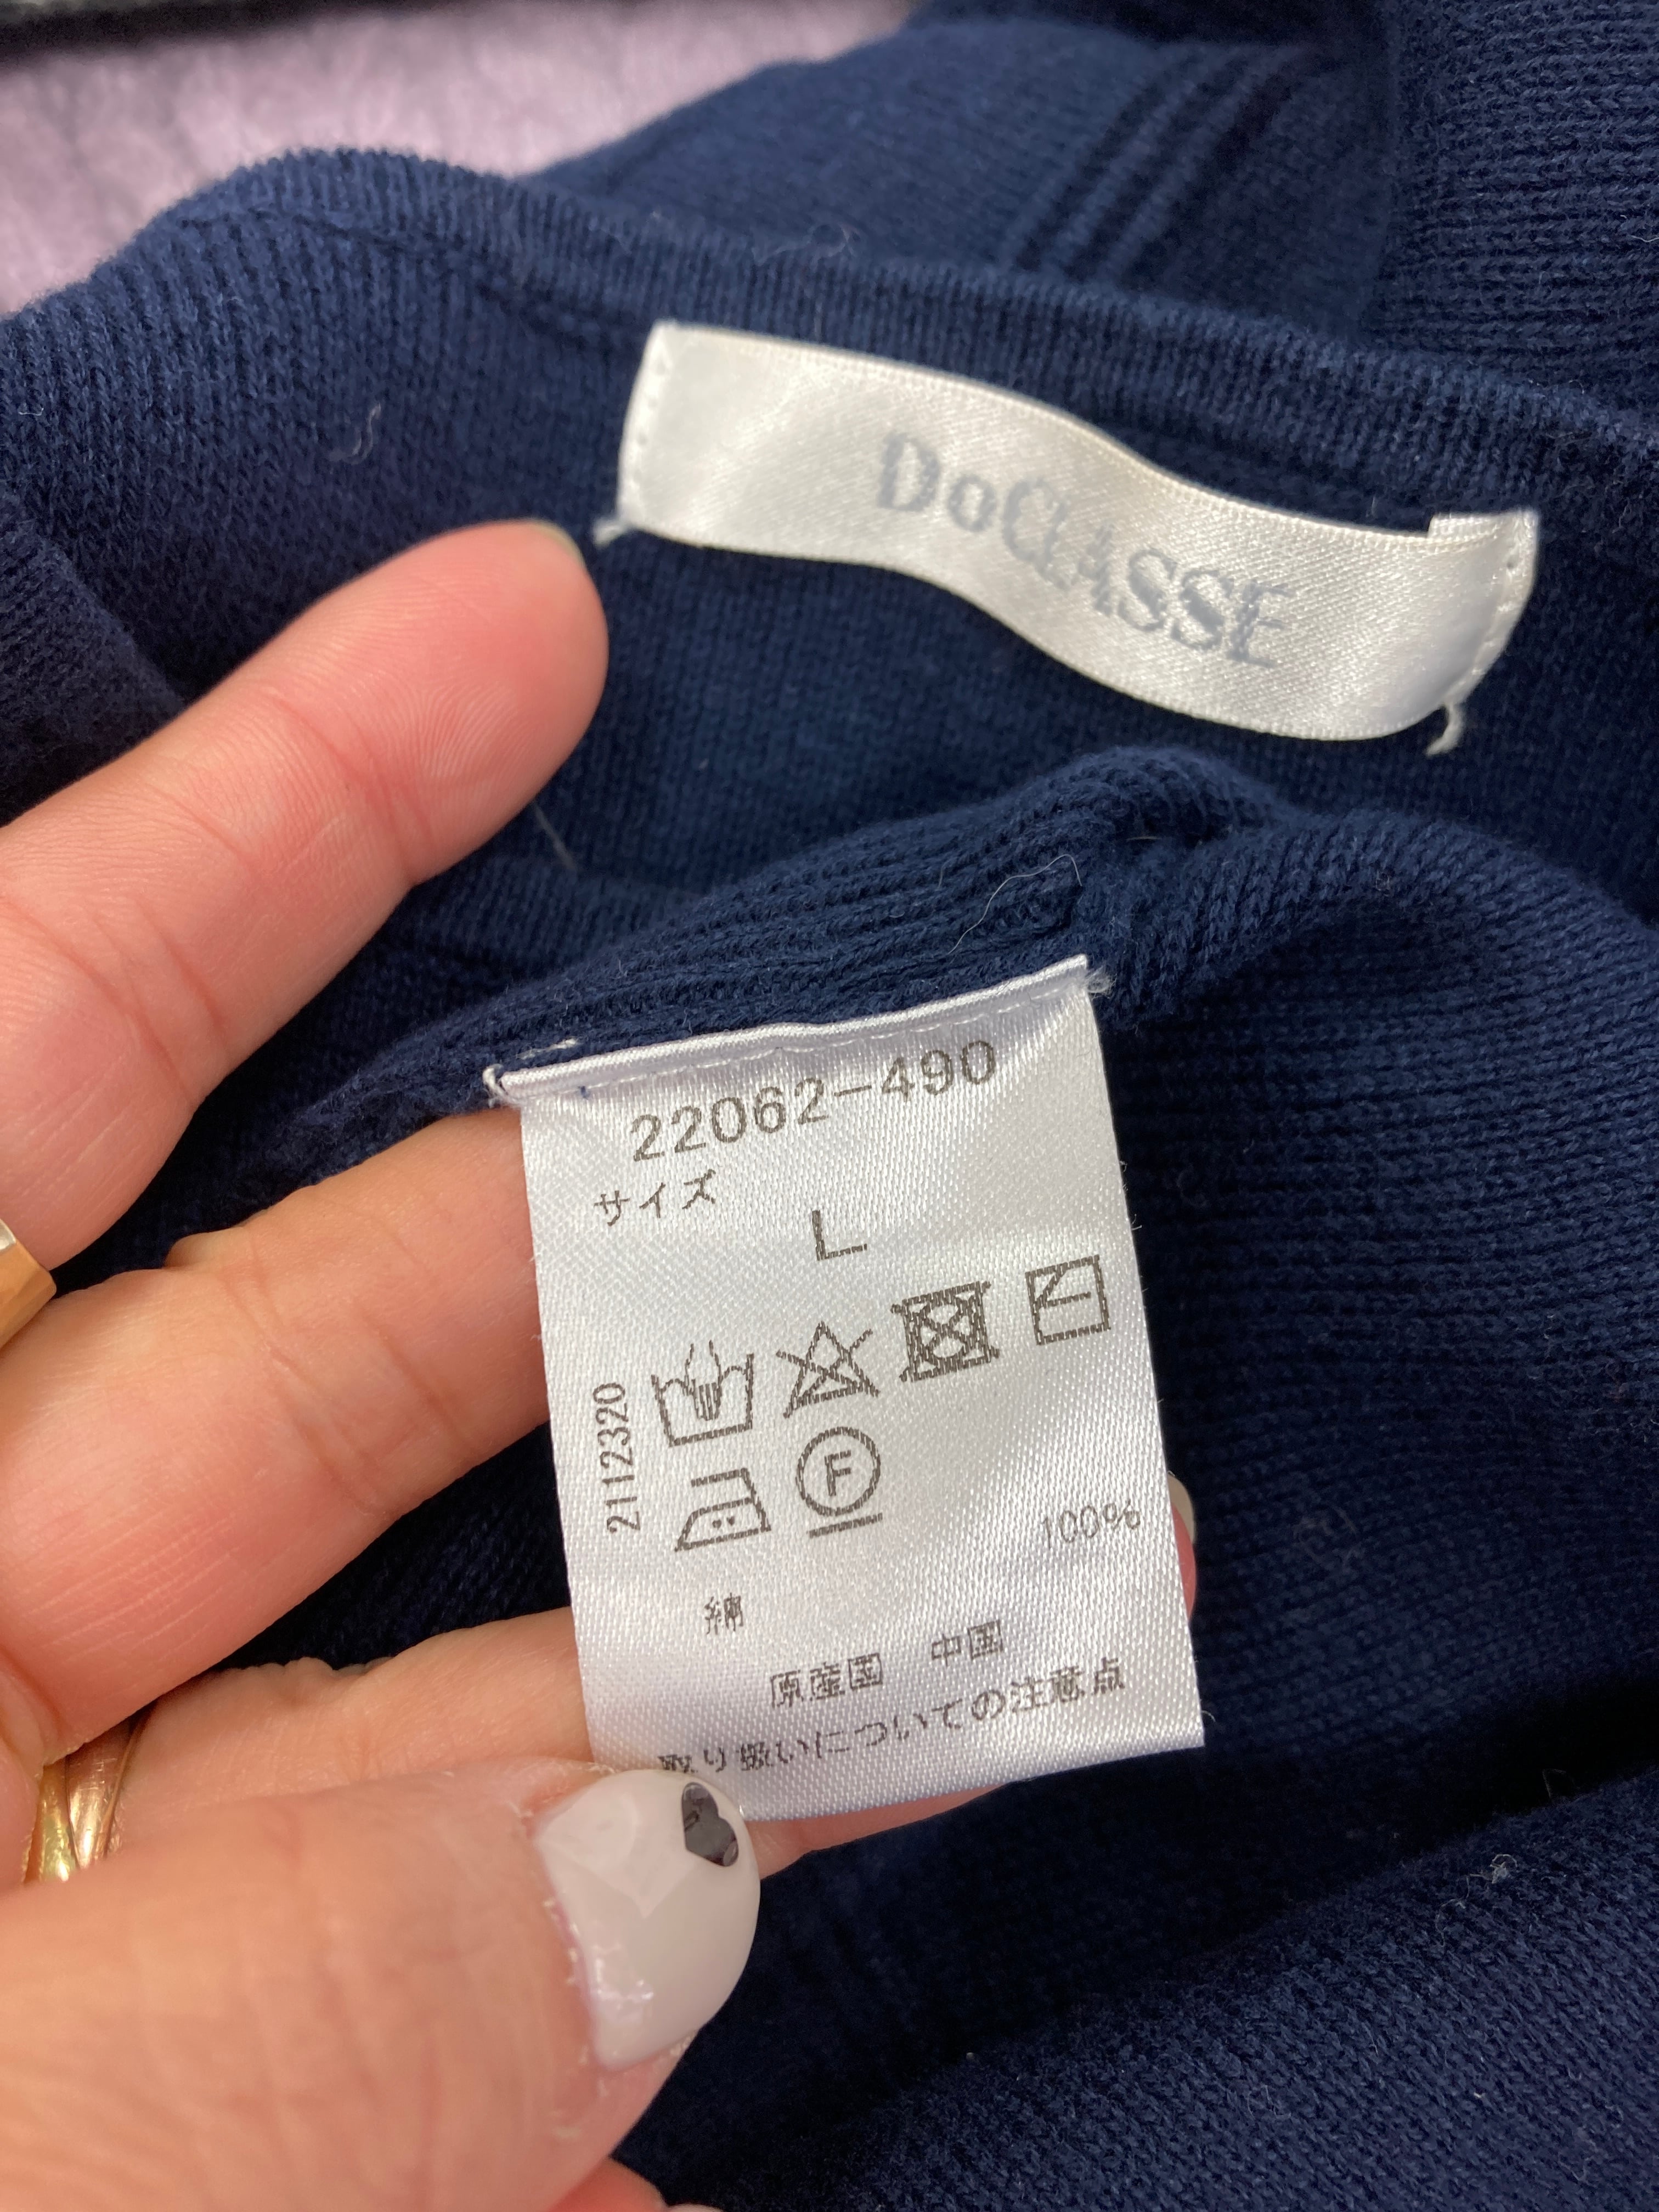 DoCLASSE
22062-490
サイズ
L
2112320
F
綿 100%
原産国 中国
取り扱いについての注意点